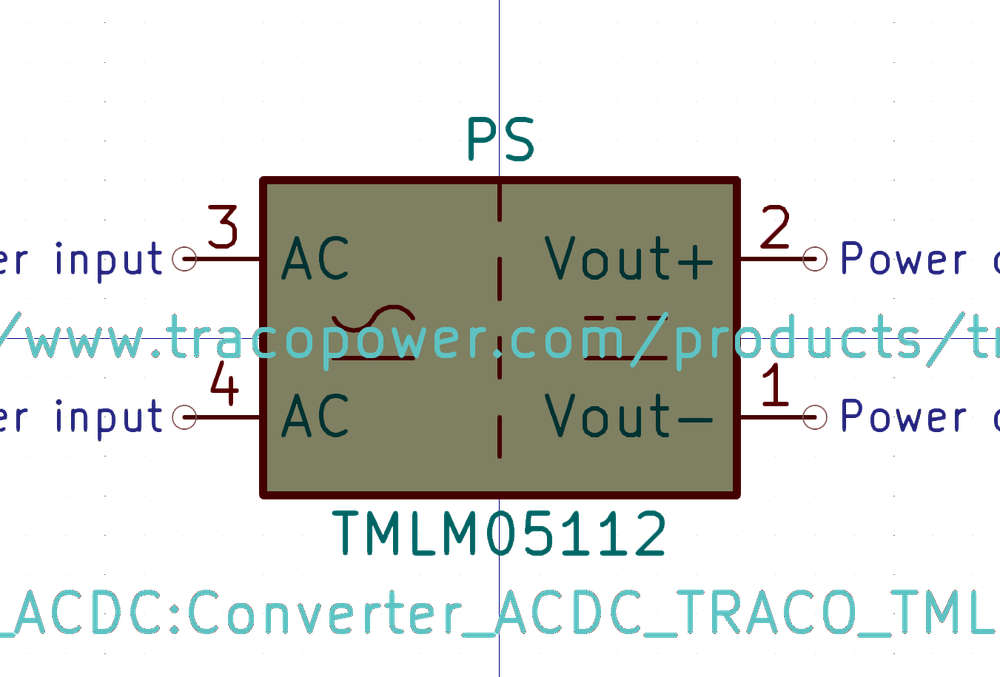 PS
3 2
er input AC Vout+ Power
/www.tracopower.com/products/t
4 1
er input AC Vout- Power
TMLM05112
_ACDC:Converter_ACDC_TRACO_TML